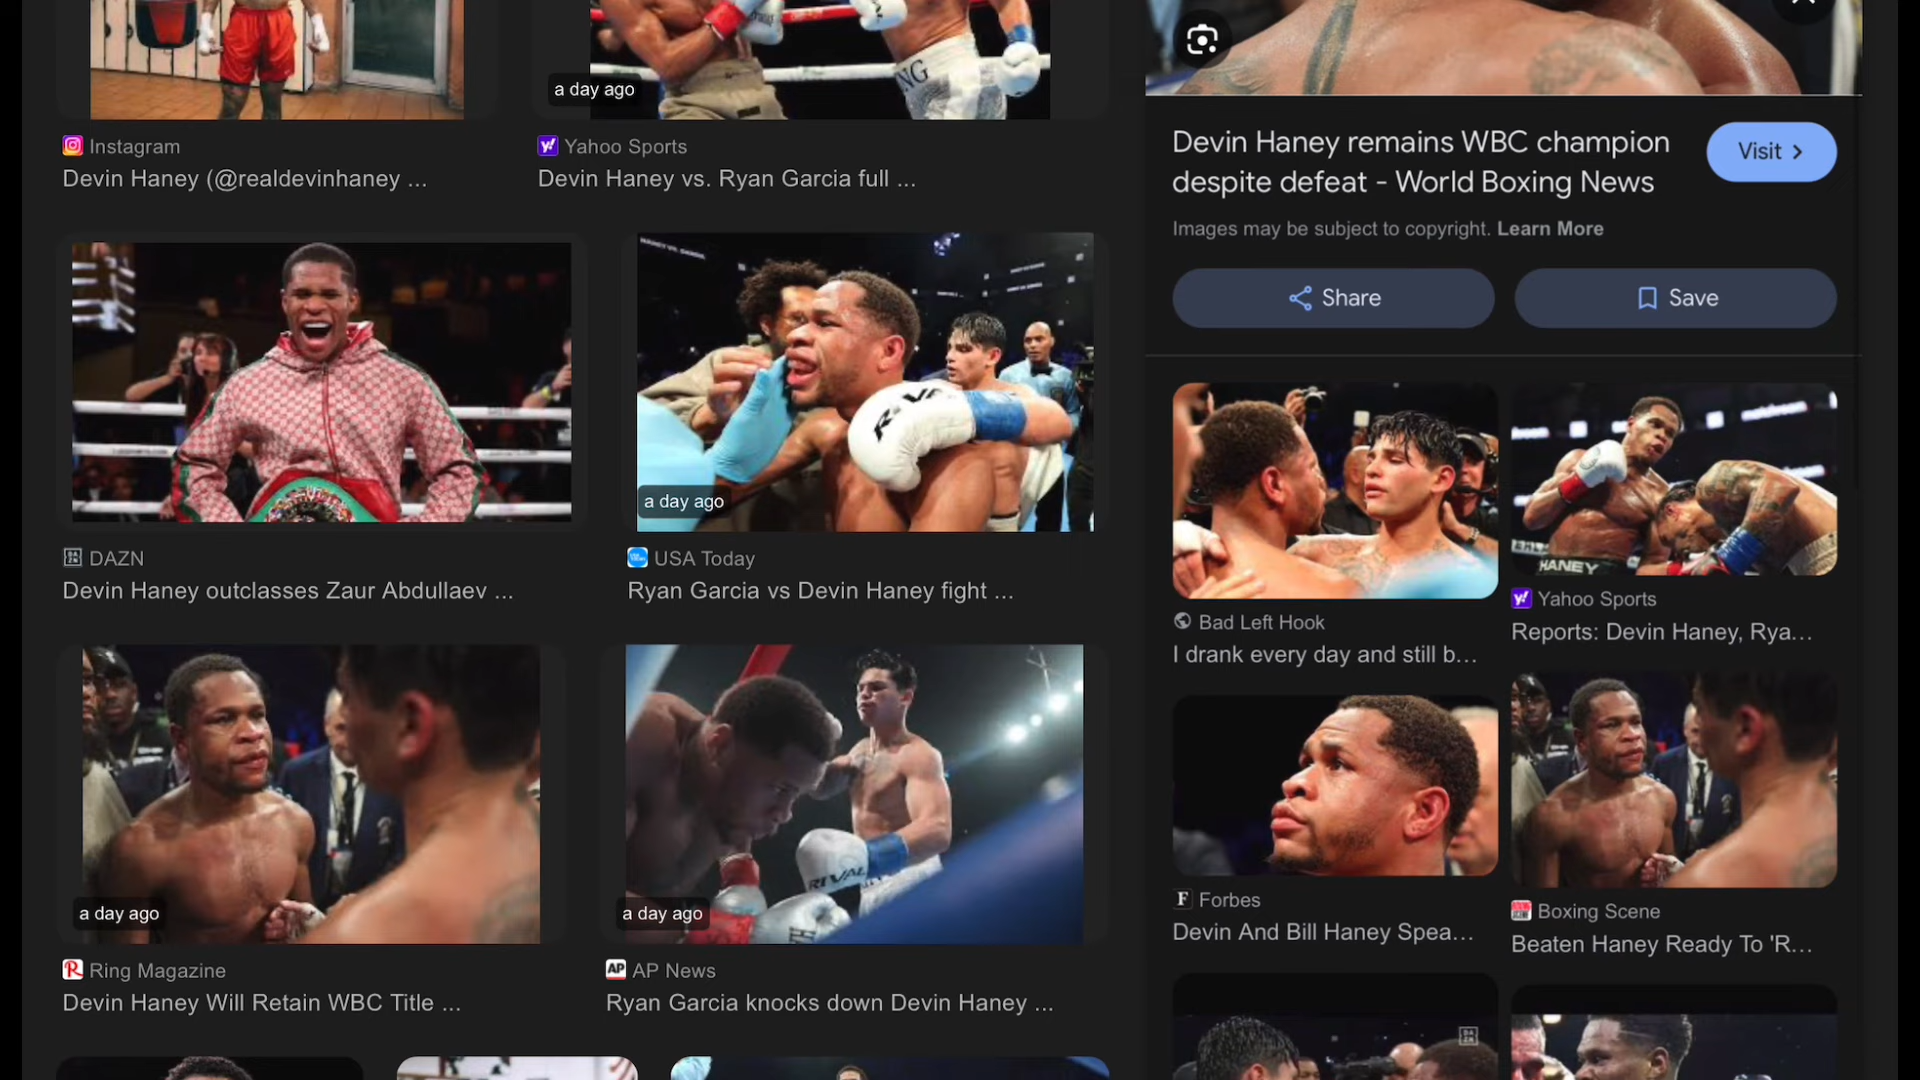 a day ago
NG
Instagram
Devin Haney (@realdevinhaney ...
Yahoo Sports
Devin Haney vs. Ryan Garcia full ...
DAZN
Devin Haney outclasses Zaur Abdullaev ...
a day ago
USA Today
Ryan Garcia vs Devin Haney fight ...
a day ago
Ring Magazine
Devin Haney Will Retain WBC Title ...
RIVAL
a day ago
AP
AP News
Ryan Garcia knocks down Devin Haney ...
Devin Haney remains WBC champion
despite defeat - World Boxing News
Visit
Images may be subject to copyright. Learn More
Share
Save
Bad Left Hook
I drank every day and still b...
HANEY
Yahoo Sports
Reports: Devin Haney, Rya...
F
Forbes
Devin And Bill Haney Spea...
Boxing Scene
Beaten Haney Ready To 'R...
DAZN